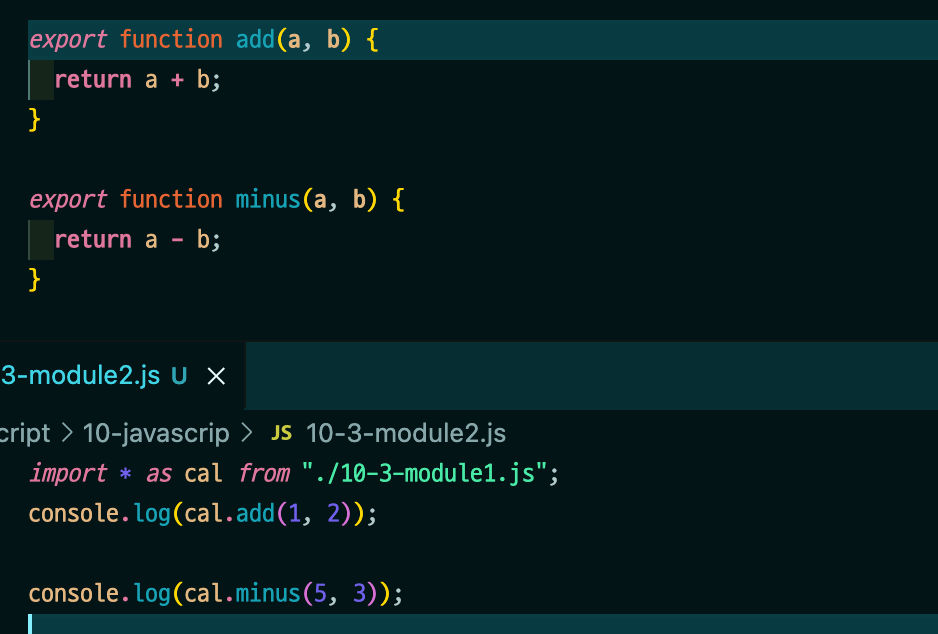 export function add(a, b) {
return a + b;
}
export function minus(a, b) {
return a - b;
}
3-module2.js U ×
cript > 10-javascrip > JS 10-3-module2.js
import * as cal from "./10-3-module1.js";
console.log(cal.add(1, 2));
console.log(cal.minus(5, 3));